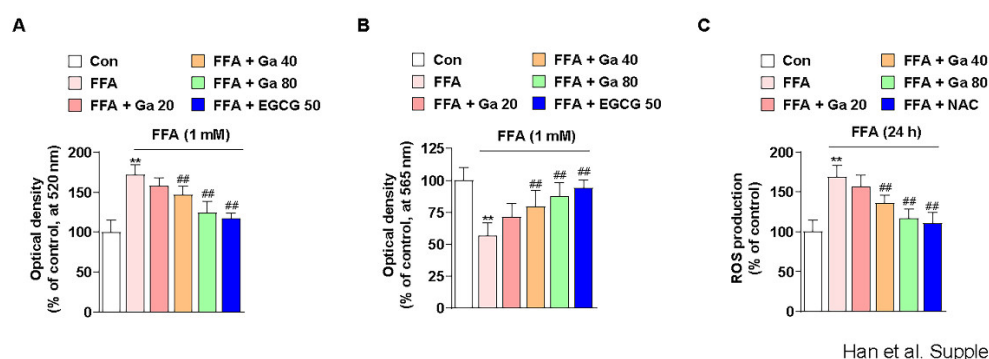 A
Con
FFA
FFA + Ga 20
FFA + Ga 40
FFA + Ga 80
FFA + EGCG 50
FFA (1 mM)
Optical density
(% of control, at 520 nm)
200
150
100
50
0
**
##
##
##
B
Con
FFA
FFA + Ga 20
FFA + Ga 40
FFA + Ga 80
FFA + EGCG 50
FFA (1 mM)
Optical density
(% of control, at 565 nm)
125
100
75
50
25
0
**
##
##
##
C
Con
FFA
FFA + Ga 20
FFA + Ga 40
FFA + Ga 80
FFA + NAC
FFA (24 h)
ROS production
(% of control)
200
150
100
50
0
**
##
##
##
Han et al. Supple